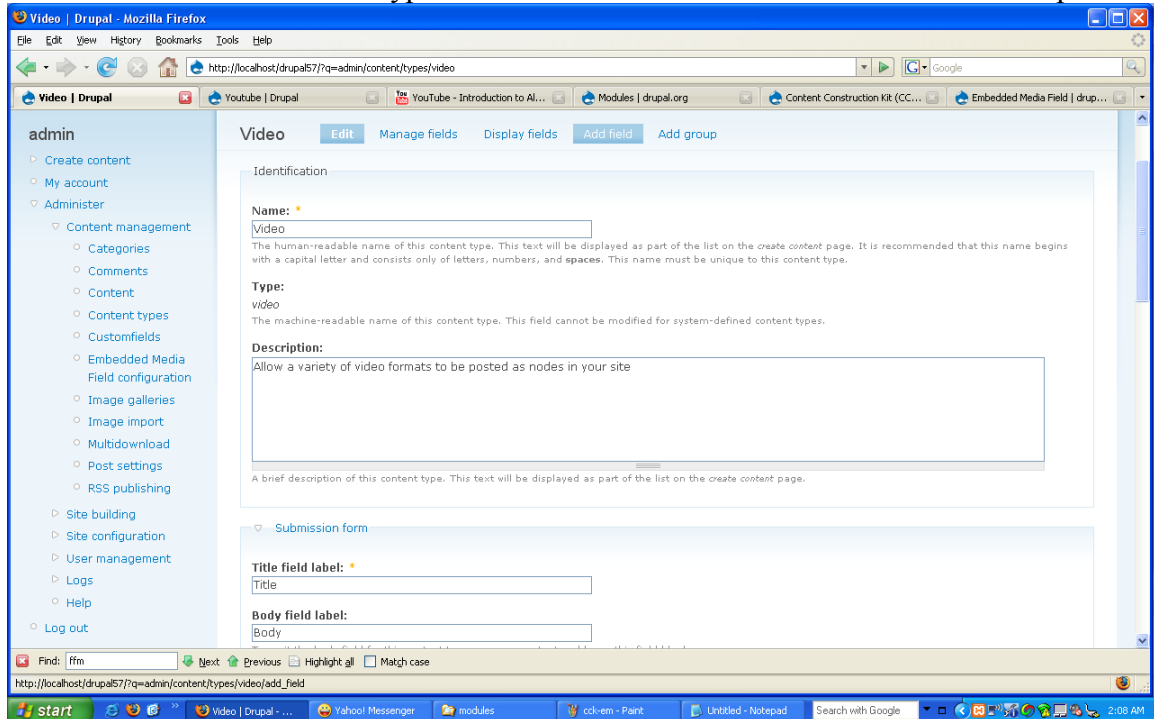 Video | Drupal - Mozilla Firefox
File Edit View History Bookmarks Tools Help
http://localhost/drupal57/?q=admin/content/types/video
G Google
Video | Drupal
Youtube | Drupal
YouTube - Introduction to Al...
Modules | drupal.org
Content Construction Kit (CC...
Embedded Media Field | drup...
admin
Create content
My account
Administer
Content management
Categories
Comments
Content
Content types
Customfields
Embedded Media
Field configuration
Image galleries
Image import
Multidownload
Post settings
RSS publishing
Site building
Site configuration
User management
Logs
Help
Log out
Video Edit Manage fields Display fields Add field Add group
Identification
Name: *
Video
The human-readable name of this content type. This text will be displayed as part of the list on the create content page. It is recommended that this name begins
with a capital letter and consists only of letters, numbers, and spaces. This name must be unique to this content type.
Type:
video
The machine-readable name of this content type. This field cannot be modified for system-defined content types.
Description:
Allow a variety of video formats to be posted as nodes in your site
A brief description of this content type. This text will be displayed as part of the list on the create content page.
Submission form
Title field label: *
Title
Body field label:
Body
Find: ffm Next Previous Highlight all Match case
http://localhost/drupal57/?q=admin/content/types/video/add_field
start
Video | Drupal - ...
Yahoo! Messenger
modules
cck-em - Paint
Untitled - Notepad
Search with Google
2:08 AM